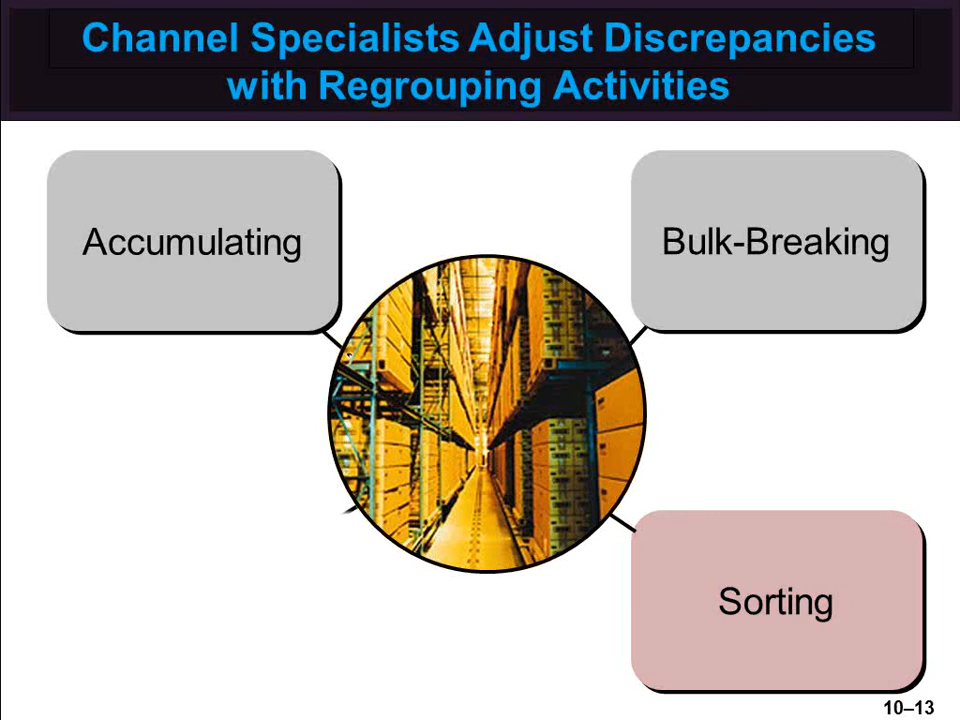 Channel Specialists Adjust Discrepancies
with Regrouping Activities
Accumulating
Bulk-Breaking
Sorting
10–13